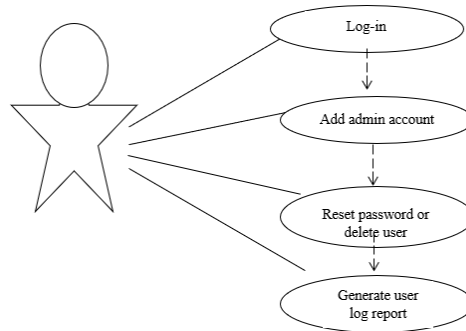 Log-in
Add admin account
Reset password or
delete user
Generate user
log report